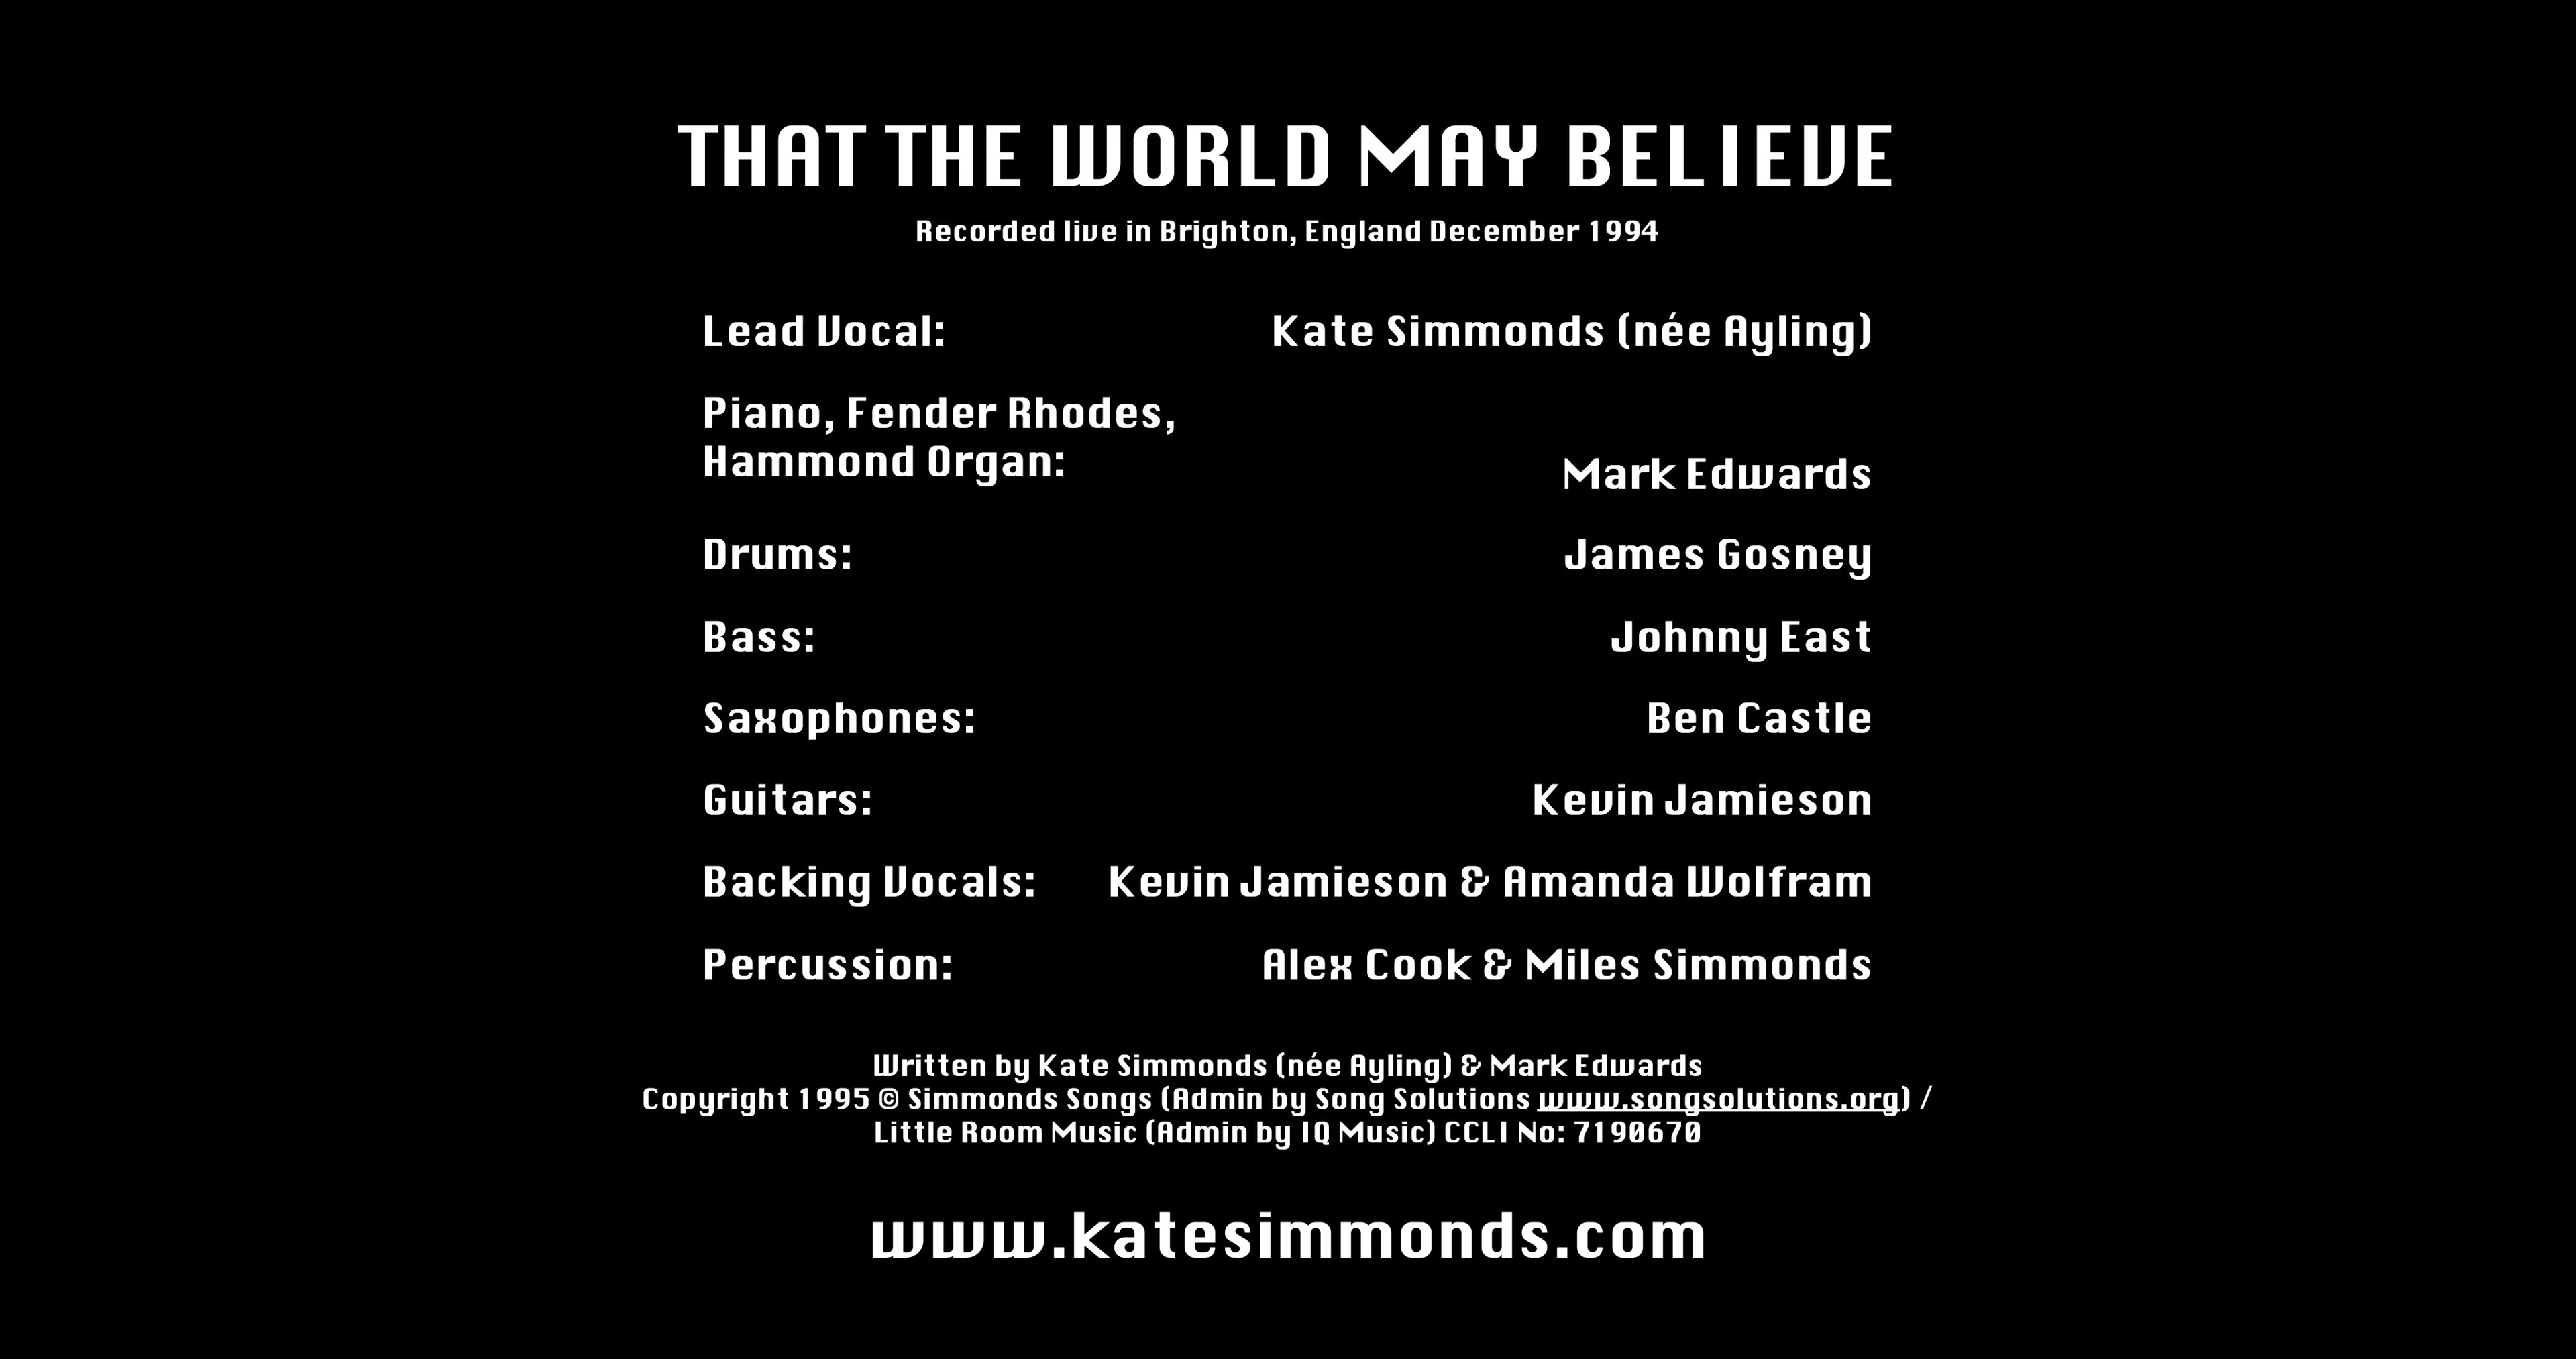 THAT THE WORLD MAY BELIEVE
Recorded live in Brighton, England December 1994
Lead Vocal: Kate Simmonds (née Ayling)
Piano, Fender Rhodes,
Hammond Organ: Mark Edwards
Drums: James Gosney
Bass: Johnny East
Saxophones: Ben Castle
Guitars: Kevin Jamieson
Backing Vocals: Kevin Jamieson & Amanda Wolfram
Percussion: Alex Cook & Miles Simmonds
Written by Kate Simmonds (née Ayling) & Mark Edwards
Copyright 1995 © Simmonds Songs (Admin by Song Solutions www.songsolutions.org) /
Little Room Music (Admin by IQ Music) CCLI No: 7190670
www.katesimmonds.com